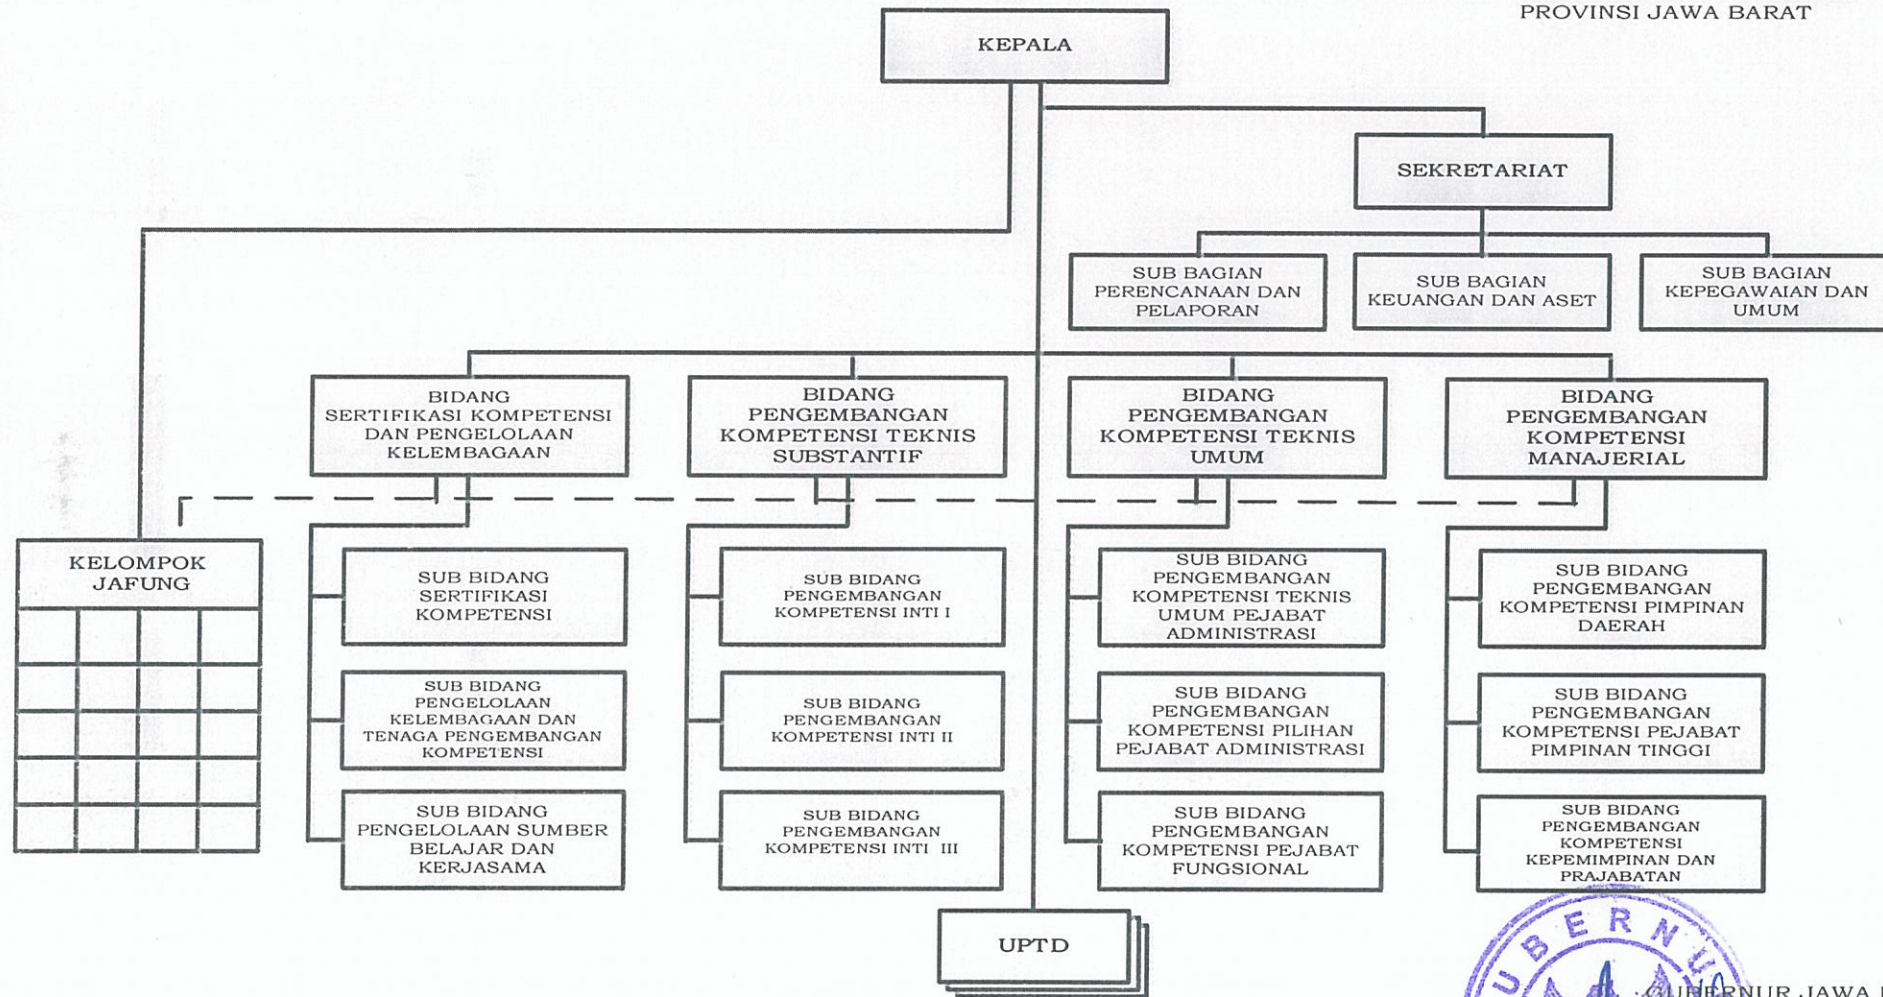 PROVINSI JAWA BARAT
KEPALA
SEKRETARIAT
SUB BAGIAN
PERENCANAAN DAN
PELAPORAN
SUB BAGIAN
KEUANGAN DAN ASET
SUB BAGIAN
KEPEGAWAIAN DAN
UMUM
BIDANG
SERTIFIKASI KOMPETENSI
DAN PENGELOLAAN
KELEMBAGAAN
BIDANG
PENGEMBANGAN
KOMPETENSI TEKNIS
SUBSTANTIF
BIDANG
PENGEMBANGAN
KOMPETENSI TEKNIS
UMUM
BIDANG
PENGEMBANGAN
KOMPETENSI
MANAJERIAL
KELOMPOK
JAFUNG
SUB BIDANG
SERTIFIKASI
KOMPETENSI
SUB BIDANG
PENGEMBANGAN
KOMPETENSI INTI I
SUB BIDANG
PENGEMBANGAN
KOMPETENSI TEKNIS
UMUM PEJABAT
ADMINISTRASI
SUB BIDANG
PENGEMBANGAN
KOMPETENSI PIMPINAN
DAERAH
SUB BIDANG
PENGELOLAAN
KELEMBAGAAN DAN
TENAGA PENGEMBANGAN
KOMPETENSI
SUB BIDANG
PENGEMBANGAN
KOMPETENSI INTI II
SUB BIDANG
PENGEMBANGAN
KOMPETENSI PILIHAN
PEJABAT ADMINISTRASI
SUB BIDANG
PENGEMBANGAN
KOMPETENSI PEJABAT
PIMPINAN TINGGI
SUB BIDANG
PENGELOLAAN SUMBER
BELAJAR DAN
KERJASAMA
SUB BIDANG
PENGEMBANGAN
KOMPETENSI INTI III
SUB BIDANG
PENGEMBANGAN
KOMPETENSI PEJABAT
FUNGSIONAL
SUB BIDANG
PENGEMBANGAN
KOMPETENSI
KEPEMIMPINAN DAN
PRAJABATAN
UPTD
GUBERNUR JAWA